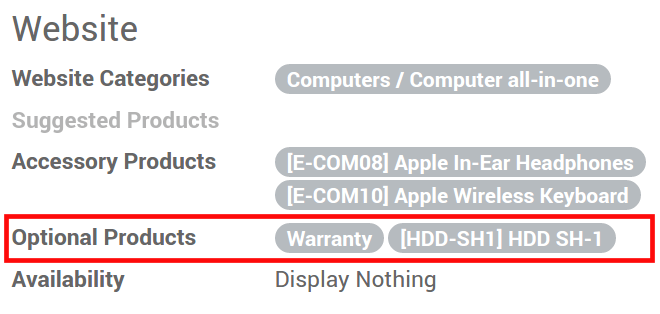 Website
Website Categories Computers / Computer all-in-one
Suggested Products
Accessory Products [E-COM08] Apple In-Ear Headphones
[E-COM10] Apple Wireless Keyboard
Optional Products Warranty [HDD-SH1] HDD SH-1
Availability Display Nothing